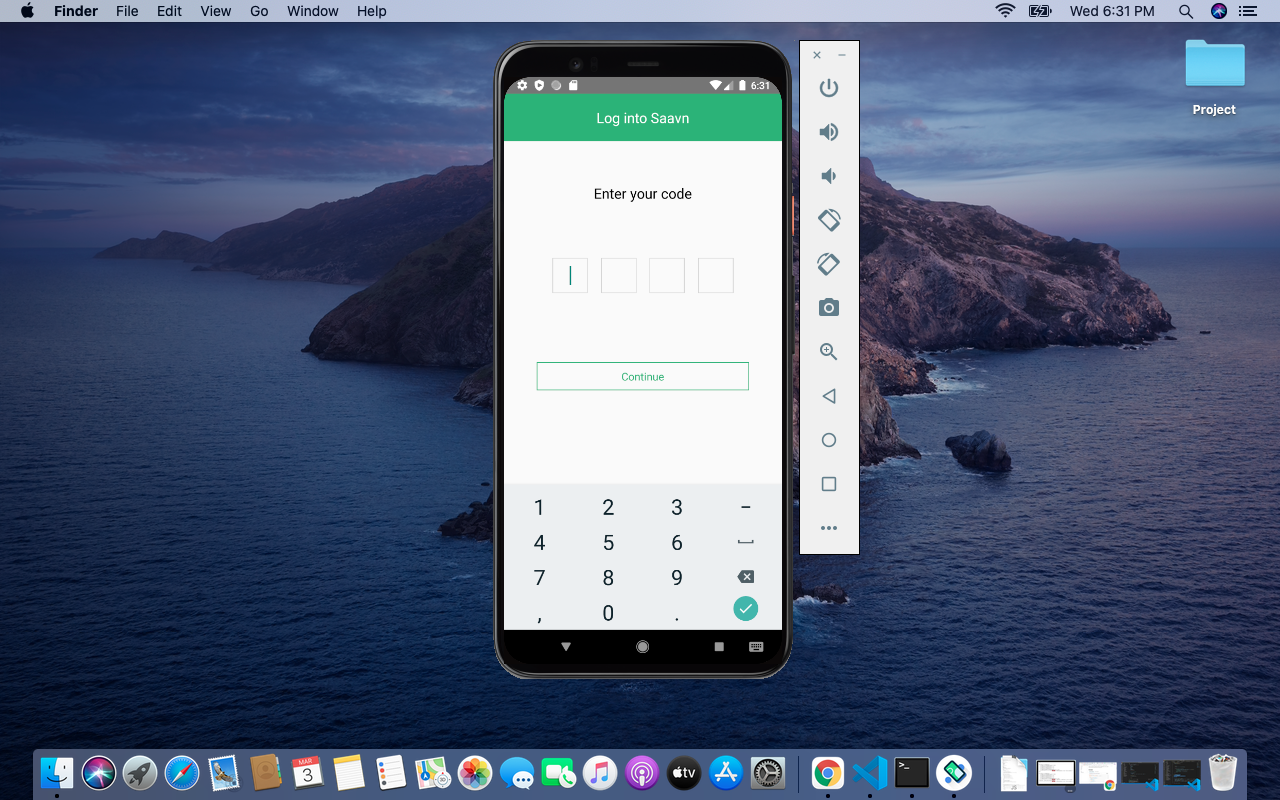 Finder File Edit View Go Window Help Wed 6:31 PM
Project
6:31
Log into Saavn
Enter your code
Continue
1 2 3 -
4 5 6
7 8 9
, 0 .
MAR
3
tv
>_